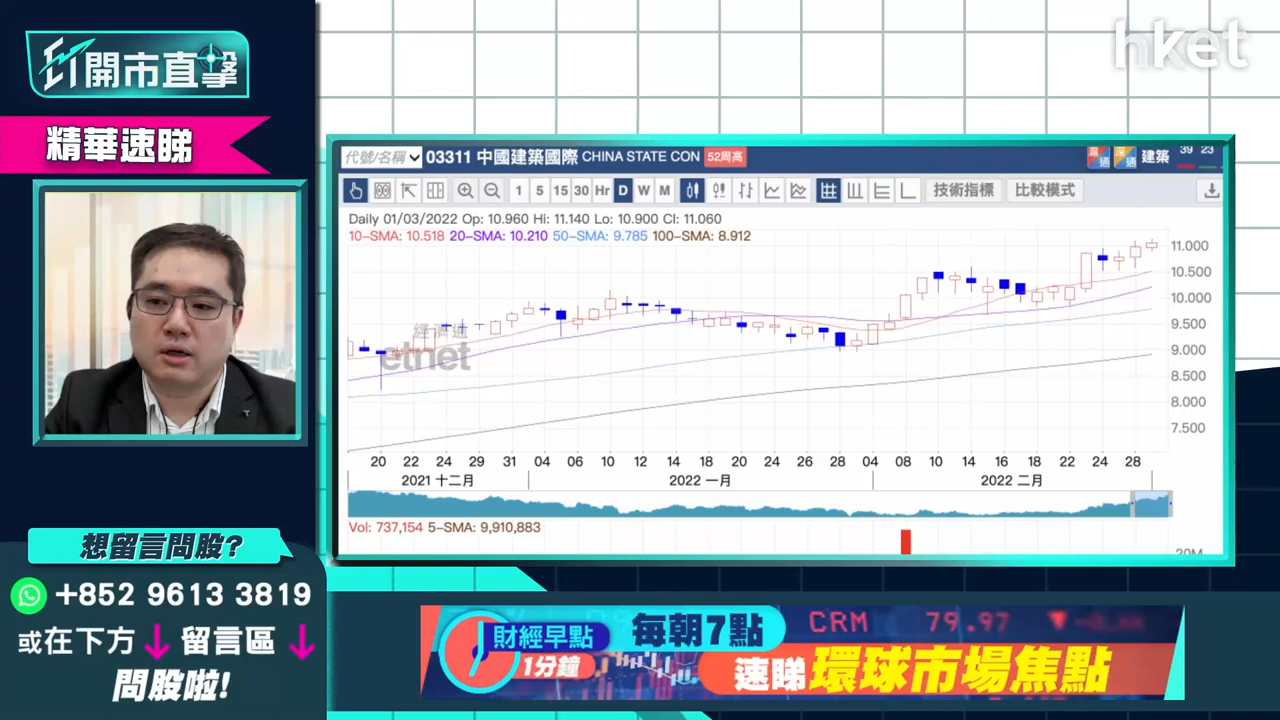 ET開市直擊
hket
精華速睇
代號/名稱 03311 中國建築國際 CHINA STATE CON 52周高
建築 39 23
1 5 15 30 Hr D W M 技術指標 比較模式
Daily 01/03/2022 Op: 10.960 Hi: 11.140 Lo: 10.900 Cl: 11.060
10-SMA: 10.518 20-SMA: 10.210 50-SMA: 9.785 100-SMA: 8.912
11.000
10.500
10.000
9.500
9.000
8.500
8.000
7.500
經濟通
etnet
20 22 24 29 31 04 06 10 12 14 18 20 24 26 28 04 08 10 14 16 18 22 24 28
2021 十二月 2022 一月 2022 二月
Vol: 737,154 5-SMA: 9,910,883
20M
想留言問股?
+852 9613 3819
或在下方 留言區
問股啦!
財經早點
1分鐘
每朝7點
速睇環球市場焦點
CRM 79.97